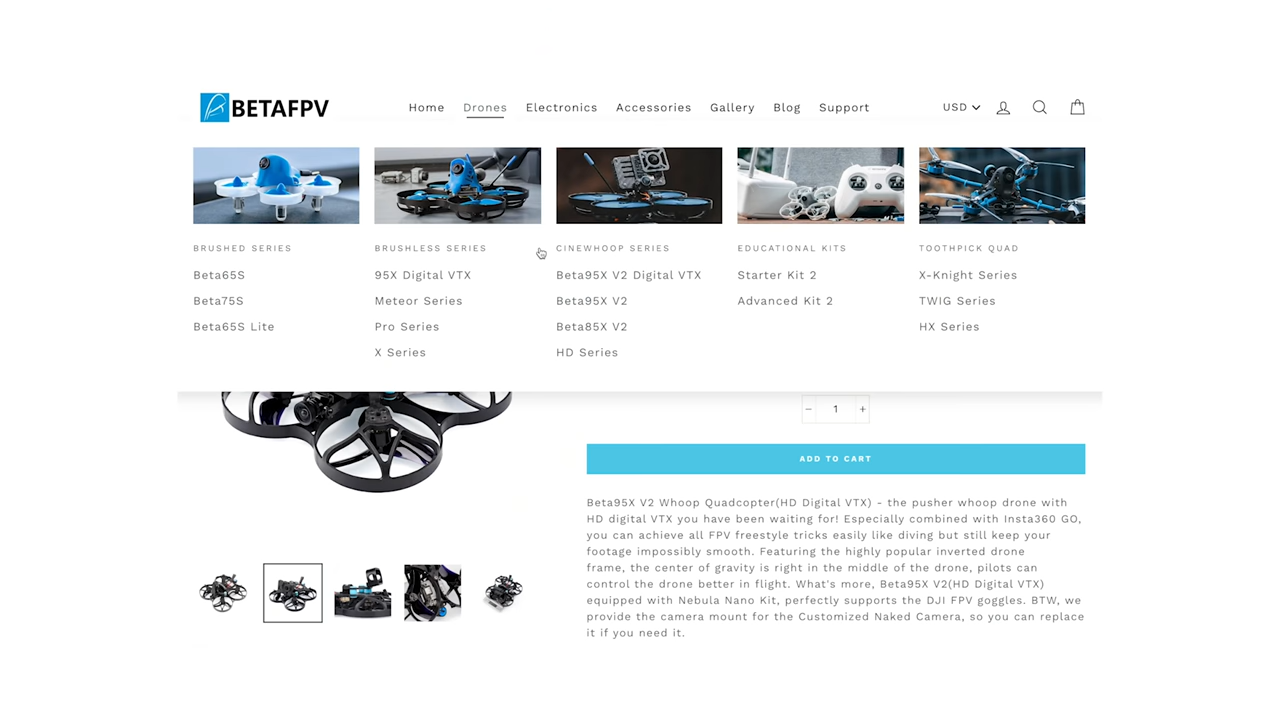 BETAFPV
Home Drones Electronics Accessories Gallery Blog Support
USD
BRUSHED SERIES
Beta65S
Beta75S
Beta65S Lite
BRUSHLESS SERIES
95X Digital VTX
Meteor Series
Pro Series
X Series
CINEWHOOP SERIES
Beta95X V2 Digital VTX
Beta95X V2
Beta85X V2
HD Series
EDUCATIONAL KITS
Starter Kit 2
Advanced Kit 2
TOOTHPICK QUAD
X-Knight Series
TWIG Series
HX Series
− 1 +
ADD TO CART
Beta95X V2 Whoop Quadcopter(HD Digital VTX) - the pusher whoop drone with
HD digital VTX you have been waiting for! Especially combined with Insta360 GO,
you can achieve all FPV freestyle tricks easily like diving but still keep your
footage impossibly smooth. Featuring the highly popular inverted drone
frame, the center of gravity is right in the middle of the drone, pilots can
control the drone better in flight. What's more, Beta95X V2(HD Digital VTX)
equipped with Nebula Nano Kit, perfectly supports the DJI FPV goggles. BTW, we
provide the camera mount for the Customized Naked Camera, so you can replace
it if you need it.